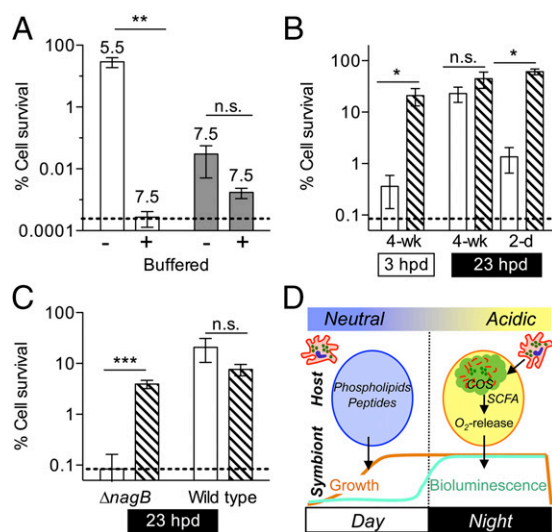 A
**
5.5
n.s.
7.5
7.5
7.5
100
1
0.01
0.0001
% Cell survival
- + - +
Buffered
B
*
n.s.
*
100
10
1
0.1
% Cell survival
4-wk 4-wk 2-d
3 hpd 23 hpd
C
***
n.s.
100
10
1
0.1
% Cell survival
ΔnagB Wild type
23 hpd
D
Neutral Acidic
Host
Phospholipids
Peptides
COS
SCFA
O2-release
Symbiont
Growth
Bioluminescence
Day Night